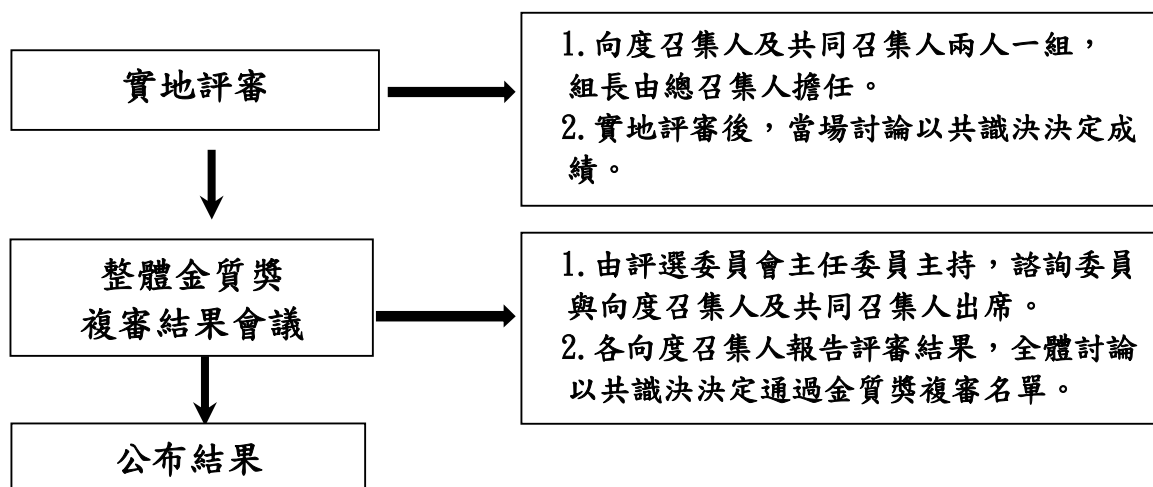 實地評審
1.向度召集人及共同召集人兩人一組，
組長由總召集人擔任。
2.實地評審後，當場討論以共識決決定成
績。
整體金質獎
複審結果會議
1.由評選委員會主任委員主持，諮詢委員
與向度召集人及共同召集人出席。
2.各向度召集人報告評審結果，全體討論
以共識決決定通過金質獎複審名單。
公布結果